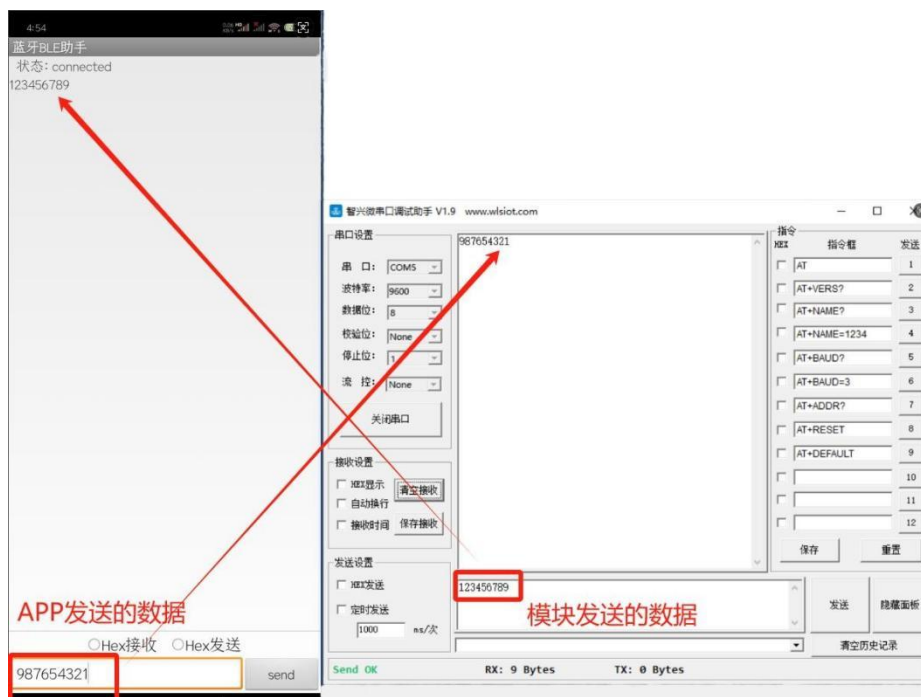 4:54
蓝牙BLE助手
状态: connected
123456789
APP发送的数据
Hex接收 Hex发送
987654321
send
智兴微串口调试助手 V1.9 www.wlsiot.com
串口设置
串 口: COM5
波特率: 9600
数据位: 8
校验位: None
停止位: 1
流 控: None
关闭串口
接收设置
HEX显示 清空接收
自动换行
接收时间 保存接收
发送设置
HEX发送
定时发送
1000 ms/次
987654321
123456789
模块发送的数据
指令
HEX 指令框 发送
AT 1
AT+VERS? 2
AT+NAME? 3
AT+NAME=1234 4
AT+BAUD? 5
AT+BAUD=3 6
AT+ADDR? 7
AT+RESET 8
AT+DEFAULT 9
10
11
12
保存 重置
发送 隐藏面板
清空历史记录
Send OK RX: 9 Bytes TX: 0 Bytes